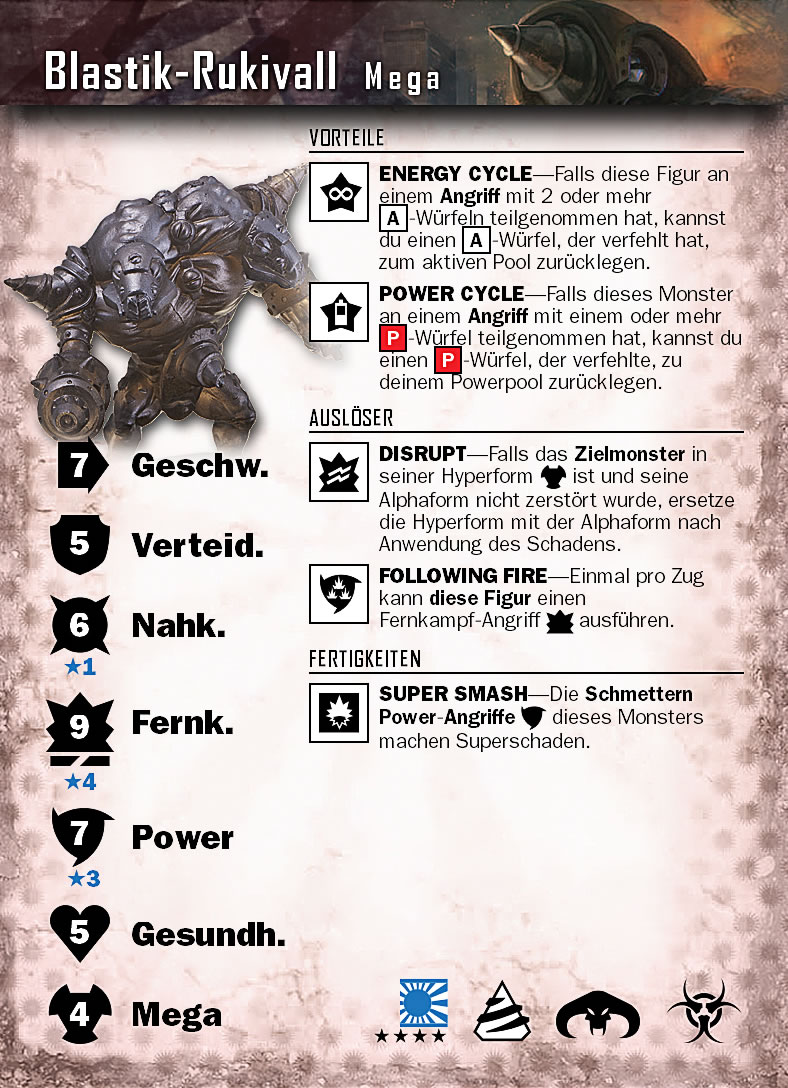 Blastik-Rukivall Mega
VORTEILE
ENERGY CYCLE—Falls diese Figur an
einem Angriff mit 2 oder mehr
A-Würfeln teilgenommen hat, kannst
du einen A-Würfel, der verfehlt hat,
zum aktiven Pool zurücklegen.
POWER CYCLE—Falls dieses Monster
an einem Angriff mit einem oder mehr
P-Würfel teilgenommen hat, kannst du
einen P-Würfel, der verfehlte, zu
deinem Powerpool zurücklegen.
AUSLÖSER
DISRUPT—Falls das Zielmonster in
seiner Hyperform ist und seine
Alphaform nicht zerstört wurde, ersetze
die Hyperform mit der Alphaform nach
Anwendung des Schadens.
FOLLOWING FIRE—Einmal pro Zug
kann diese Figur einen
Fernkampf-Angriff ausführen.
FERTIGKEITEN
SUPER SMASH—Die Schmettern
Power-Angriffe dieses Monsters
machen Superschaden.
7 Geschw.
5 Verteid.
6 Nahk.
★1
9 Fernk.
★4
7 Power
★3
5 Gesundh.
4 Mega
★★★★